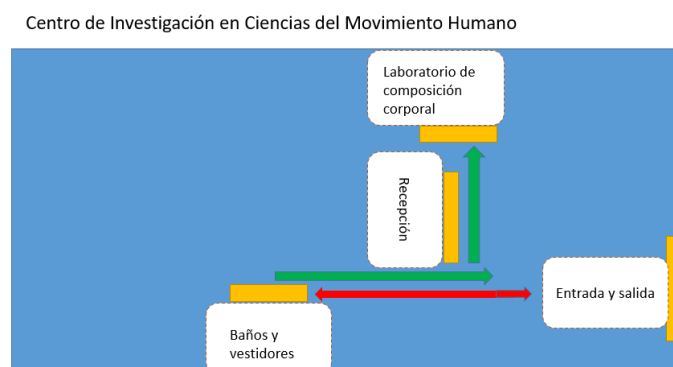 Centro de Investigación en Ciencias del Movimiento Humano
Laboratorio de
composición
corporal
Recepción
Entrada y salida
Baños y
vestidores